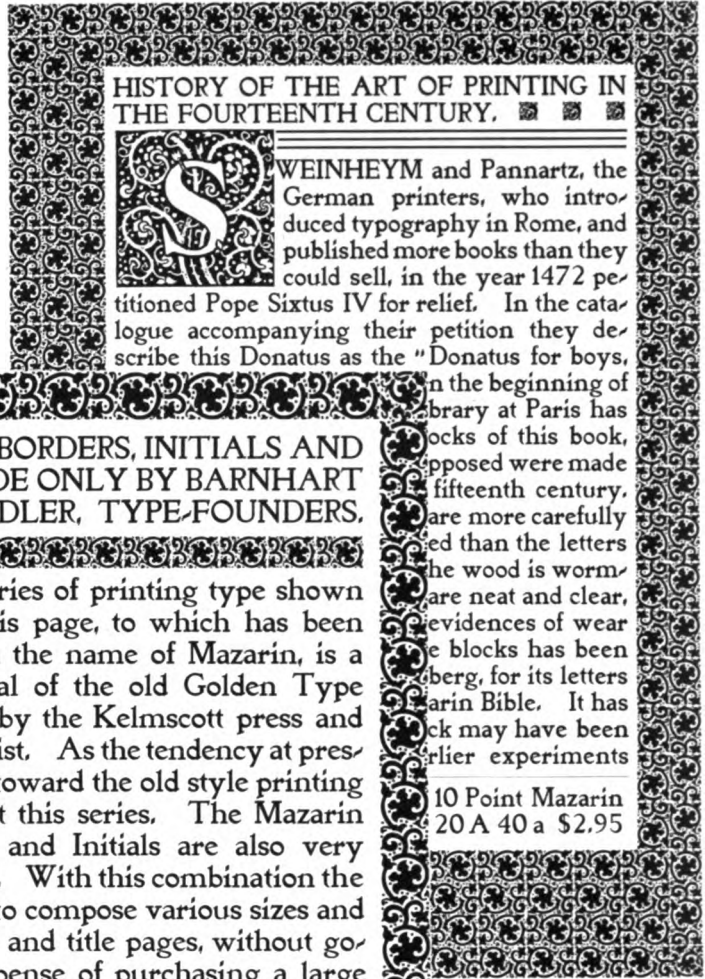 HISTORY OF THE ART OF PRINTING IN
THE FOURTEENTH CENTURY.
SWEINHEYM and Pannartz, the
German printers, who intro-
duced typography in Rome, and
published more books than they
could sell, in the year 1472 pe-
titioned Pope Sixtus IV for relief. In the cata-
logue accompanying their petition they de-
scribe this Donatus as the "Donatus for boys,
n the beginning of
brary at Paris has
ocks of this book,
pposed were made
fifteenth century.
are more carefully
ed than the letters
he wood is worm-
are neat and clear,
evidences of wear
e blocks has been
berg, for its letters
arin Bible. It has
ck may have been
rlier experiments
10 Point Mazarin
20 A 40 a $2.95
BORDERS, INITIALS AND
DE ONLY BY BARNHART
DLER, TYPE-FOUNDERS.
ries of printing type shown
is page, to which has been
the name of Mazarin, is a
al of the old Golden Type
by the Kelmscott press and
ist. As the tendency at pres-
toward the old style printing
t this series. The Mazarin
and Initials are also very
With this combination the
to compose various sizes and
and title pages, without go-
pense of purchasing a large